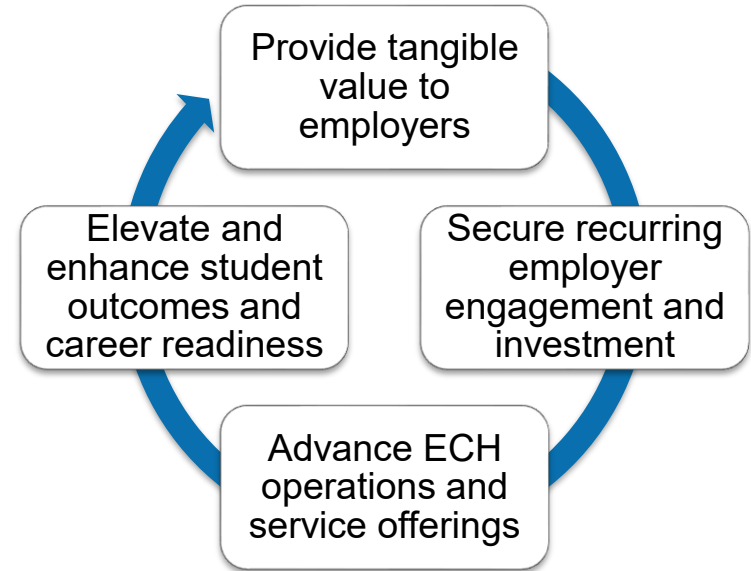 Provide tangible
value to
employers
Secure recurring
employer
engagement and
investment
Advance ECH
operations and
service offerings
Elevate and
enhance student
outcomes and
career readiness